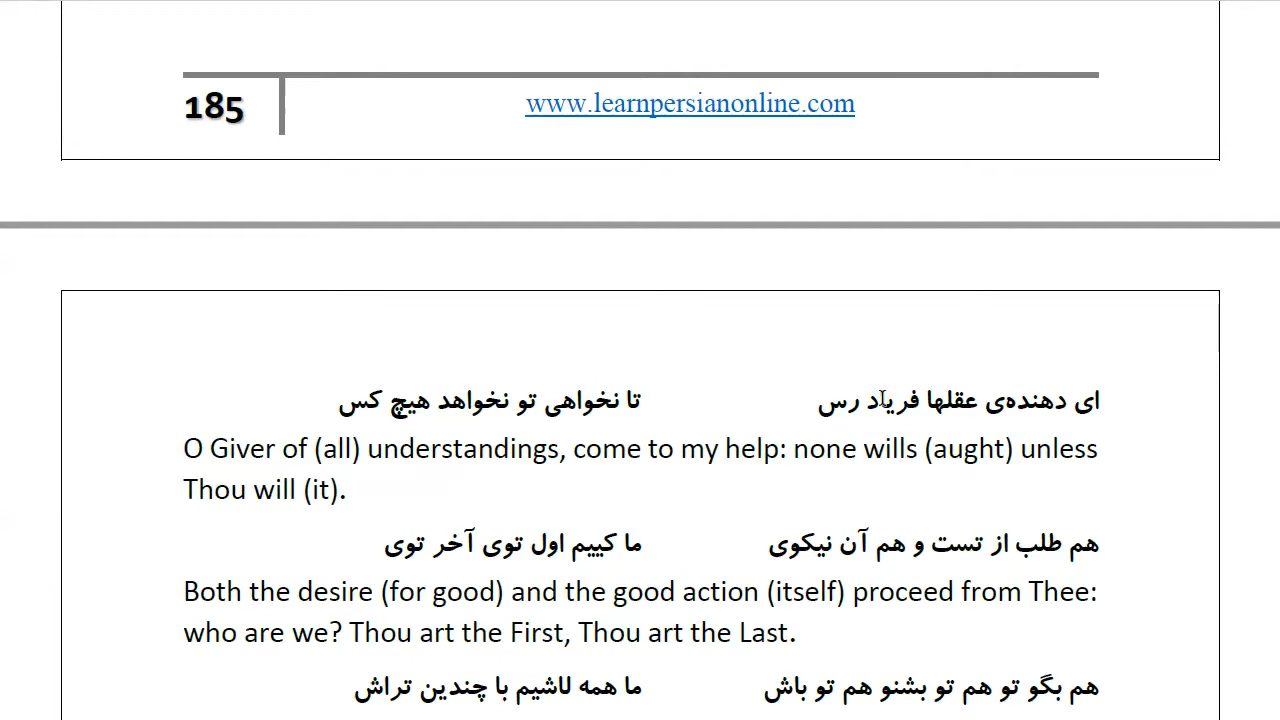 185
www.learnpersianonline.com
ای دهنده‌ی عقلها فریاد رس تا نخواهی تو نخواهد هیچ کس
O Giver of (all) understandings, come to my help: none wills (aught) unless
Thou will (it).
هم طلب از تست و هم آن نیکوی ما کییم اول توی آخر توی
Both the desire (for good) and the good action (itself) proceed from Thee:
who are we? Thou art the First, Thou art the Last.
هم بگو تو هم تو بشنو هم تو باش ما همه لاشیم با چندین تراش